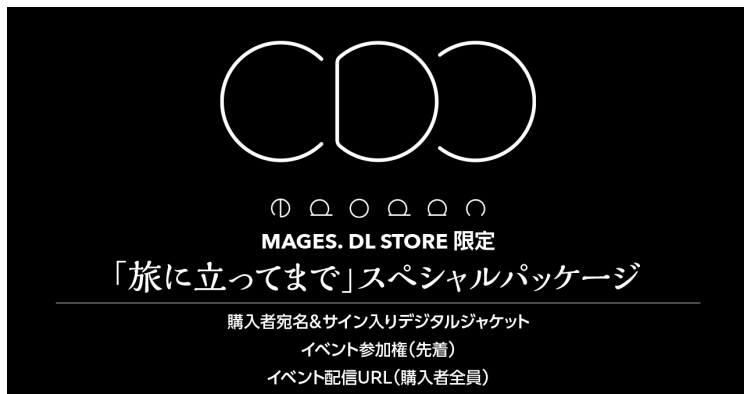 MAGES. DL STORE 限定
「旅に立ってまで」スペシャルパッケージ
購入者宛名&サイン入りデジタルジャケット
イベント参加権(先着)
イベント配信URL(購入者全員)